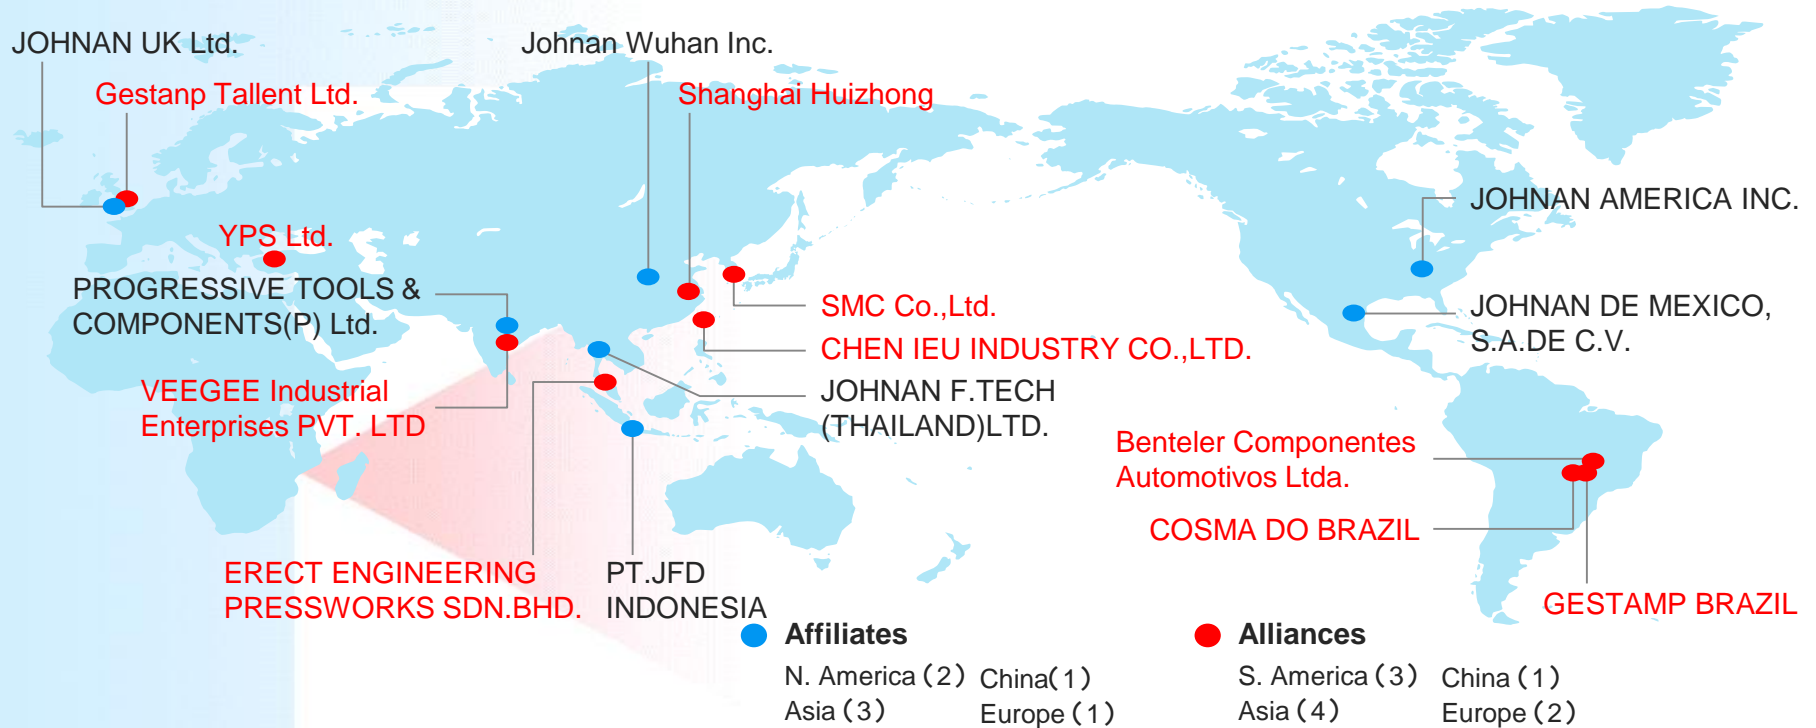 JOHNAN UK Ltd.
Gestanp Tallent Ltd.
Johnan Wuhan Inc.
Shanghai Huizhong
YPS Ltd.
PROGRESSIVE TOOLS &
COMPONENTS(P) Ltd.
VEEGEE Industrial
Enterprises PVT. LTD
ERECT ENGINEERING
PRESSWORKS SDN.BHD.
PT.JFD
INDONESIA
SMC Co.,Ltd.
CHEN IEU INDUSTRY CO.,LTD.
JOHNAN F.TECH
(THAILAND)LTD.
JOHNAN AMERICA INC.
JOHNAN DE MEXICO,
S.A.DE C.V.
Benteler Componentes
Automotivos Ltda.
COSMA DO BRAZIL
GESTAMP BRAZIL
Affiliates
N. America (2) China(1)
Asia (3) Europe (1)
Alliances
S. America (3) China (1)
Asia (4) Europe (2)